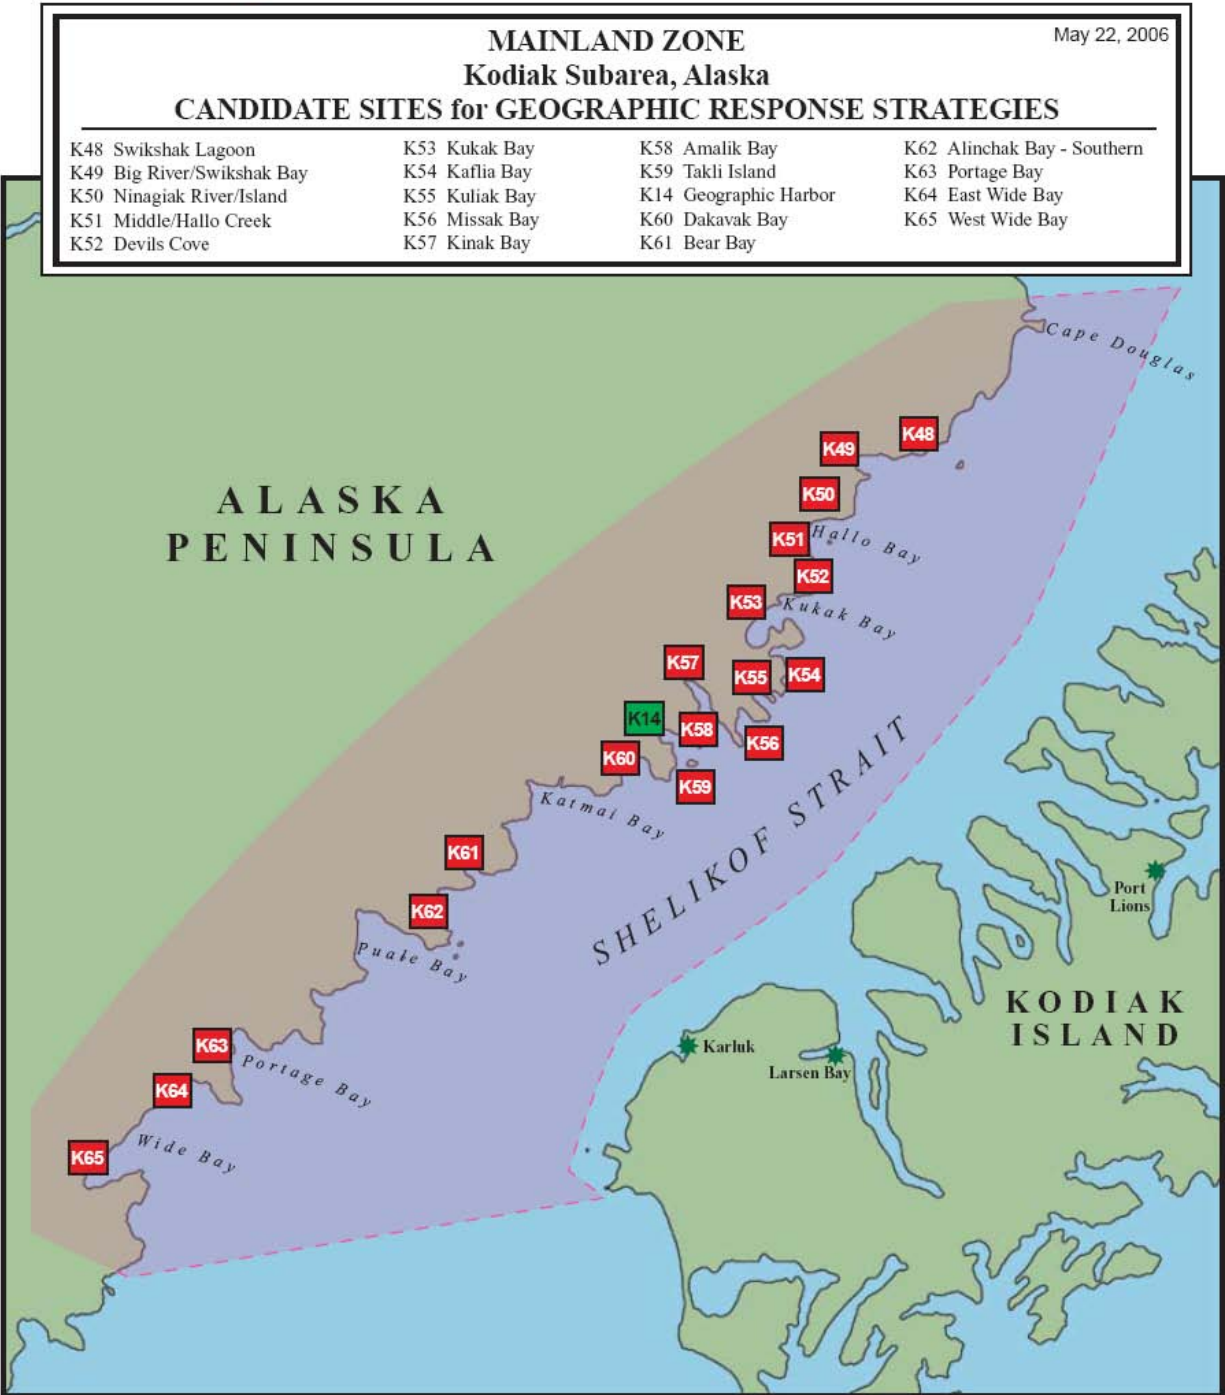 MAINLAND ZONE
May 22, 2006
Kodiak Subarea, Alaska
CANDIDATE SITES for GEOGRAPHIC RESPONSE STRATEGIES
K48 Swikshak Lagoon
K49 Big River/Swikshak Bay
K50 Ninagiak River/Island
K51 Middle/Hallo Creek
K52 Devils Cove
K53 Kukak Bay
K54 Kaflia Bay
K55 Kuliak Bay
K56 Missak Bay
K57 Kinak Bay
K58 Amalik Bay
K59 Takli Island
K14 Geographic Harbor
K60 Dakavak Bay
K61 Bear Bay
K62 Alinchak Bay - Southern
K63 Portage Bay
K64 East Wide Bay
K65 West Wide Bay
Cape Douglas
K48
K49
K50
ALASKA
PENINSULA
K51
Hallo Bay
K52
K53
Kukak Bay
K57
K55
K54
K14
K58
K56
K60
K59
Katmai Bay
SHELIKOF STRAIT
K61
K62
Puale Bay
Port
Lions
KODIAK
ISLAND
K63
Portage Bay
Karluk
Larsen Bay
K64
Wide Bay
K65